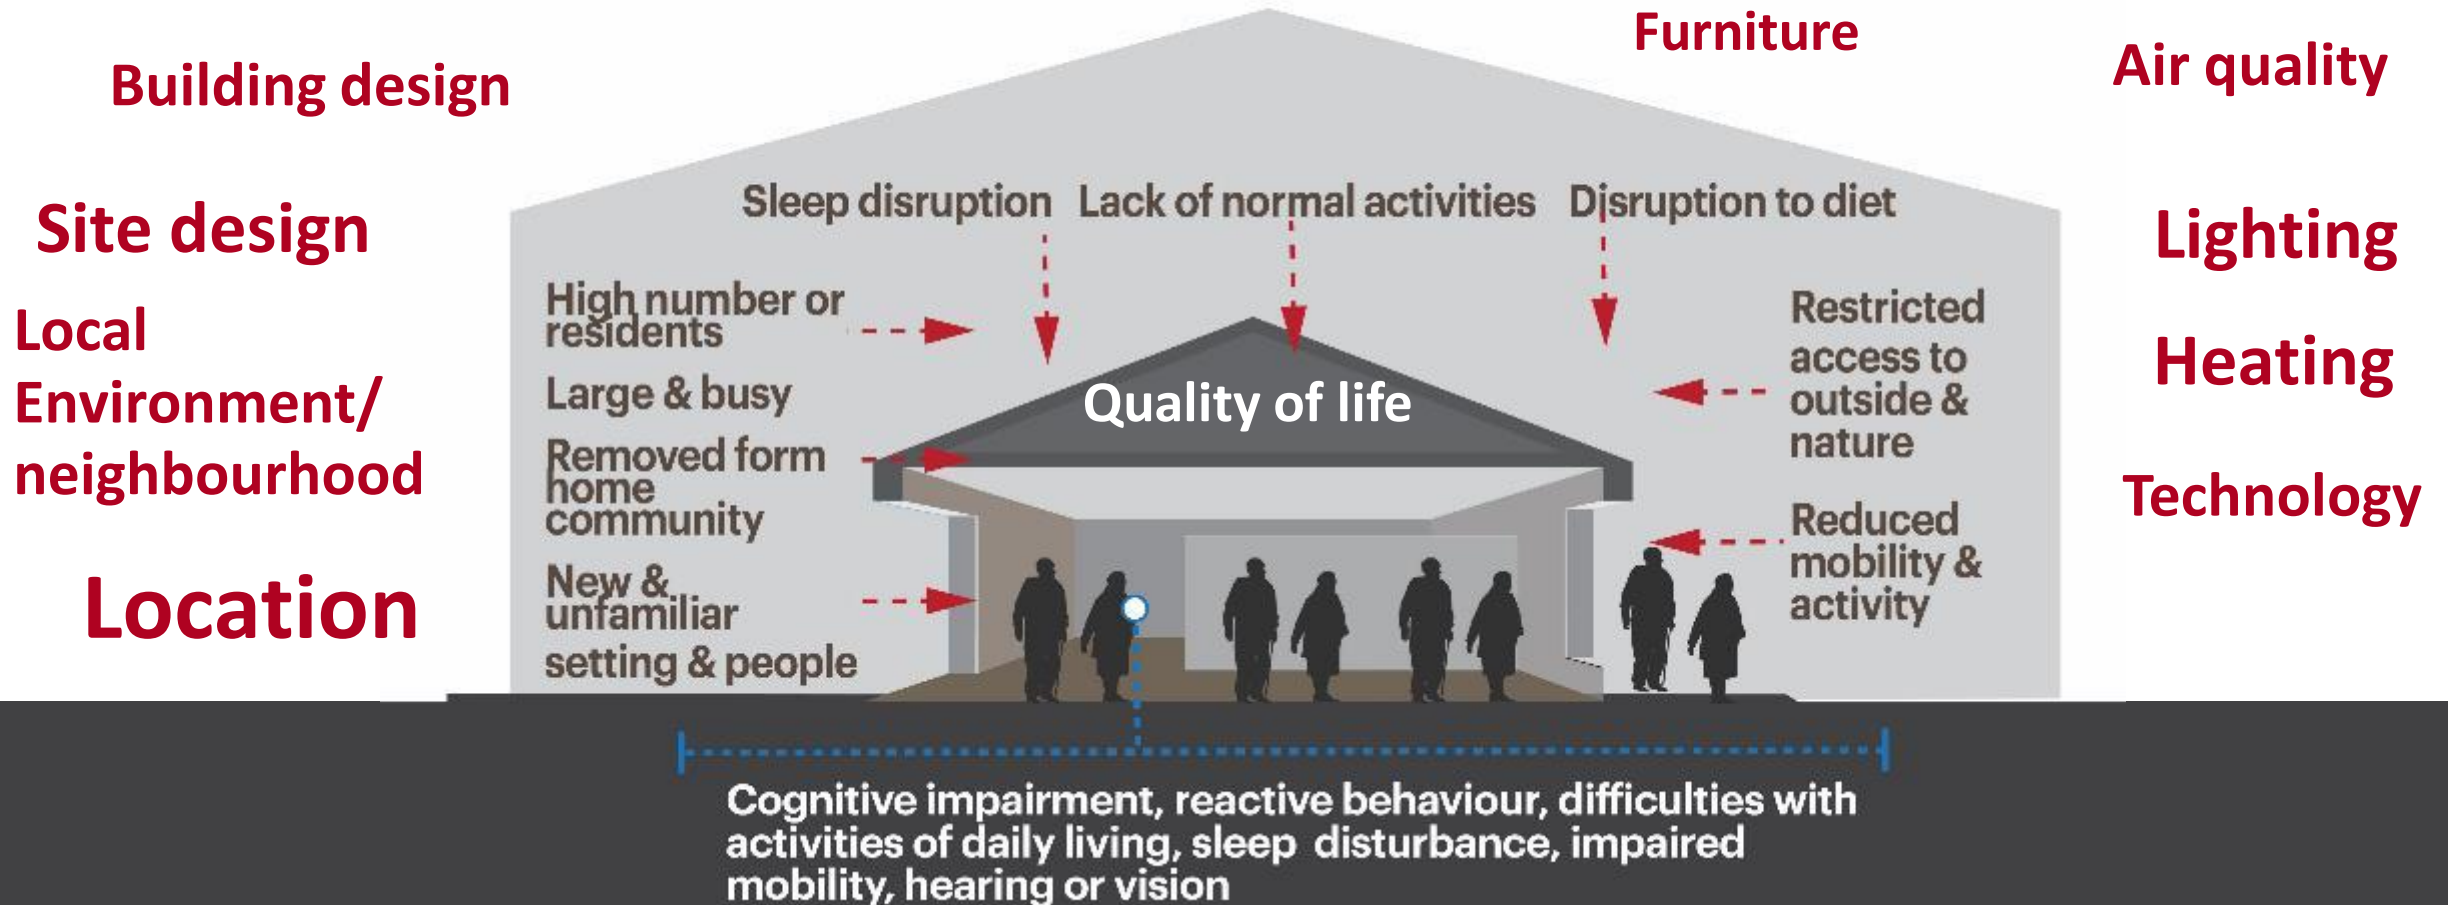 Furniture
Building design
Air quality
Site design
Sleep disruption
Lack of normal activities
Disruption to diet
Lighting
Local
Environment/
neighbourhood
High number or
residents
Large & busy
Removed form
home
community
New &
unfamiliar
setting & people
Quality of life
Restricted
access to
outside &
nature
Reduced
mobility &
activity
Heating
Technology
Location
Cognitive impairment, reactive behaviour, difficulties with
activities of daily living, sleep disturbance, impaired
mobility, hearing or vision